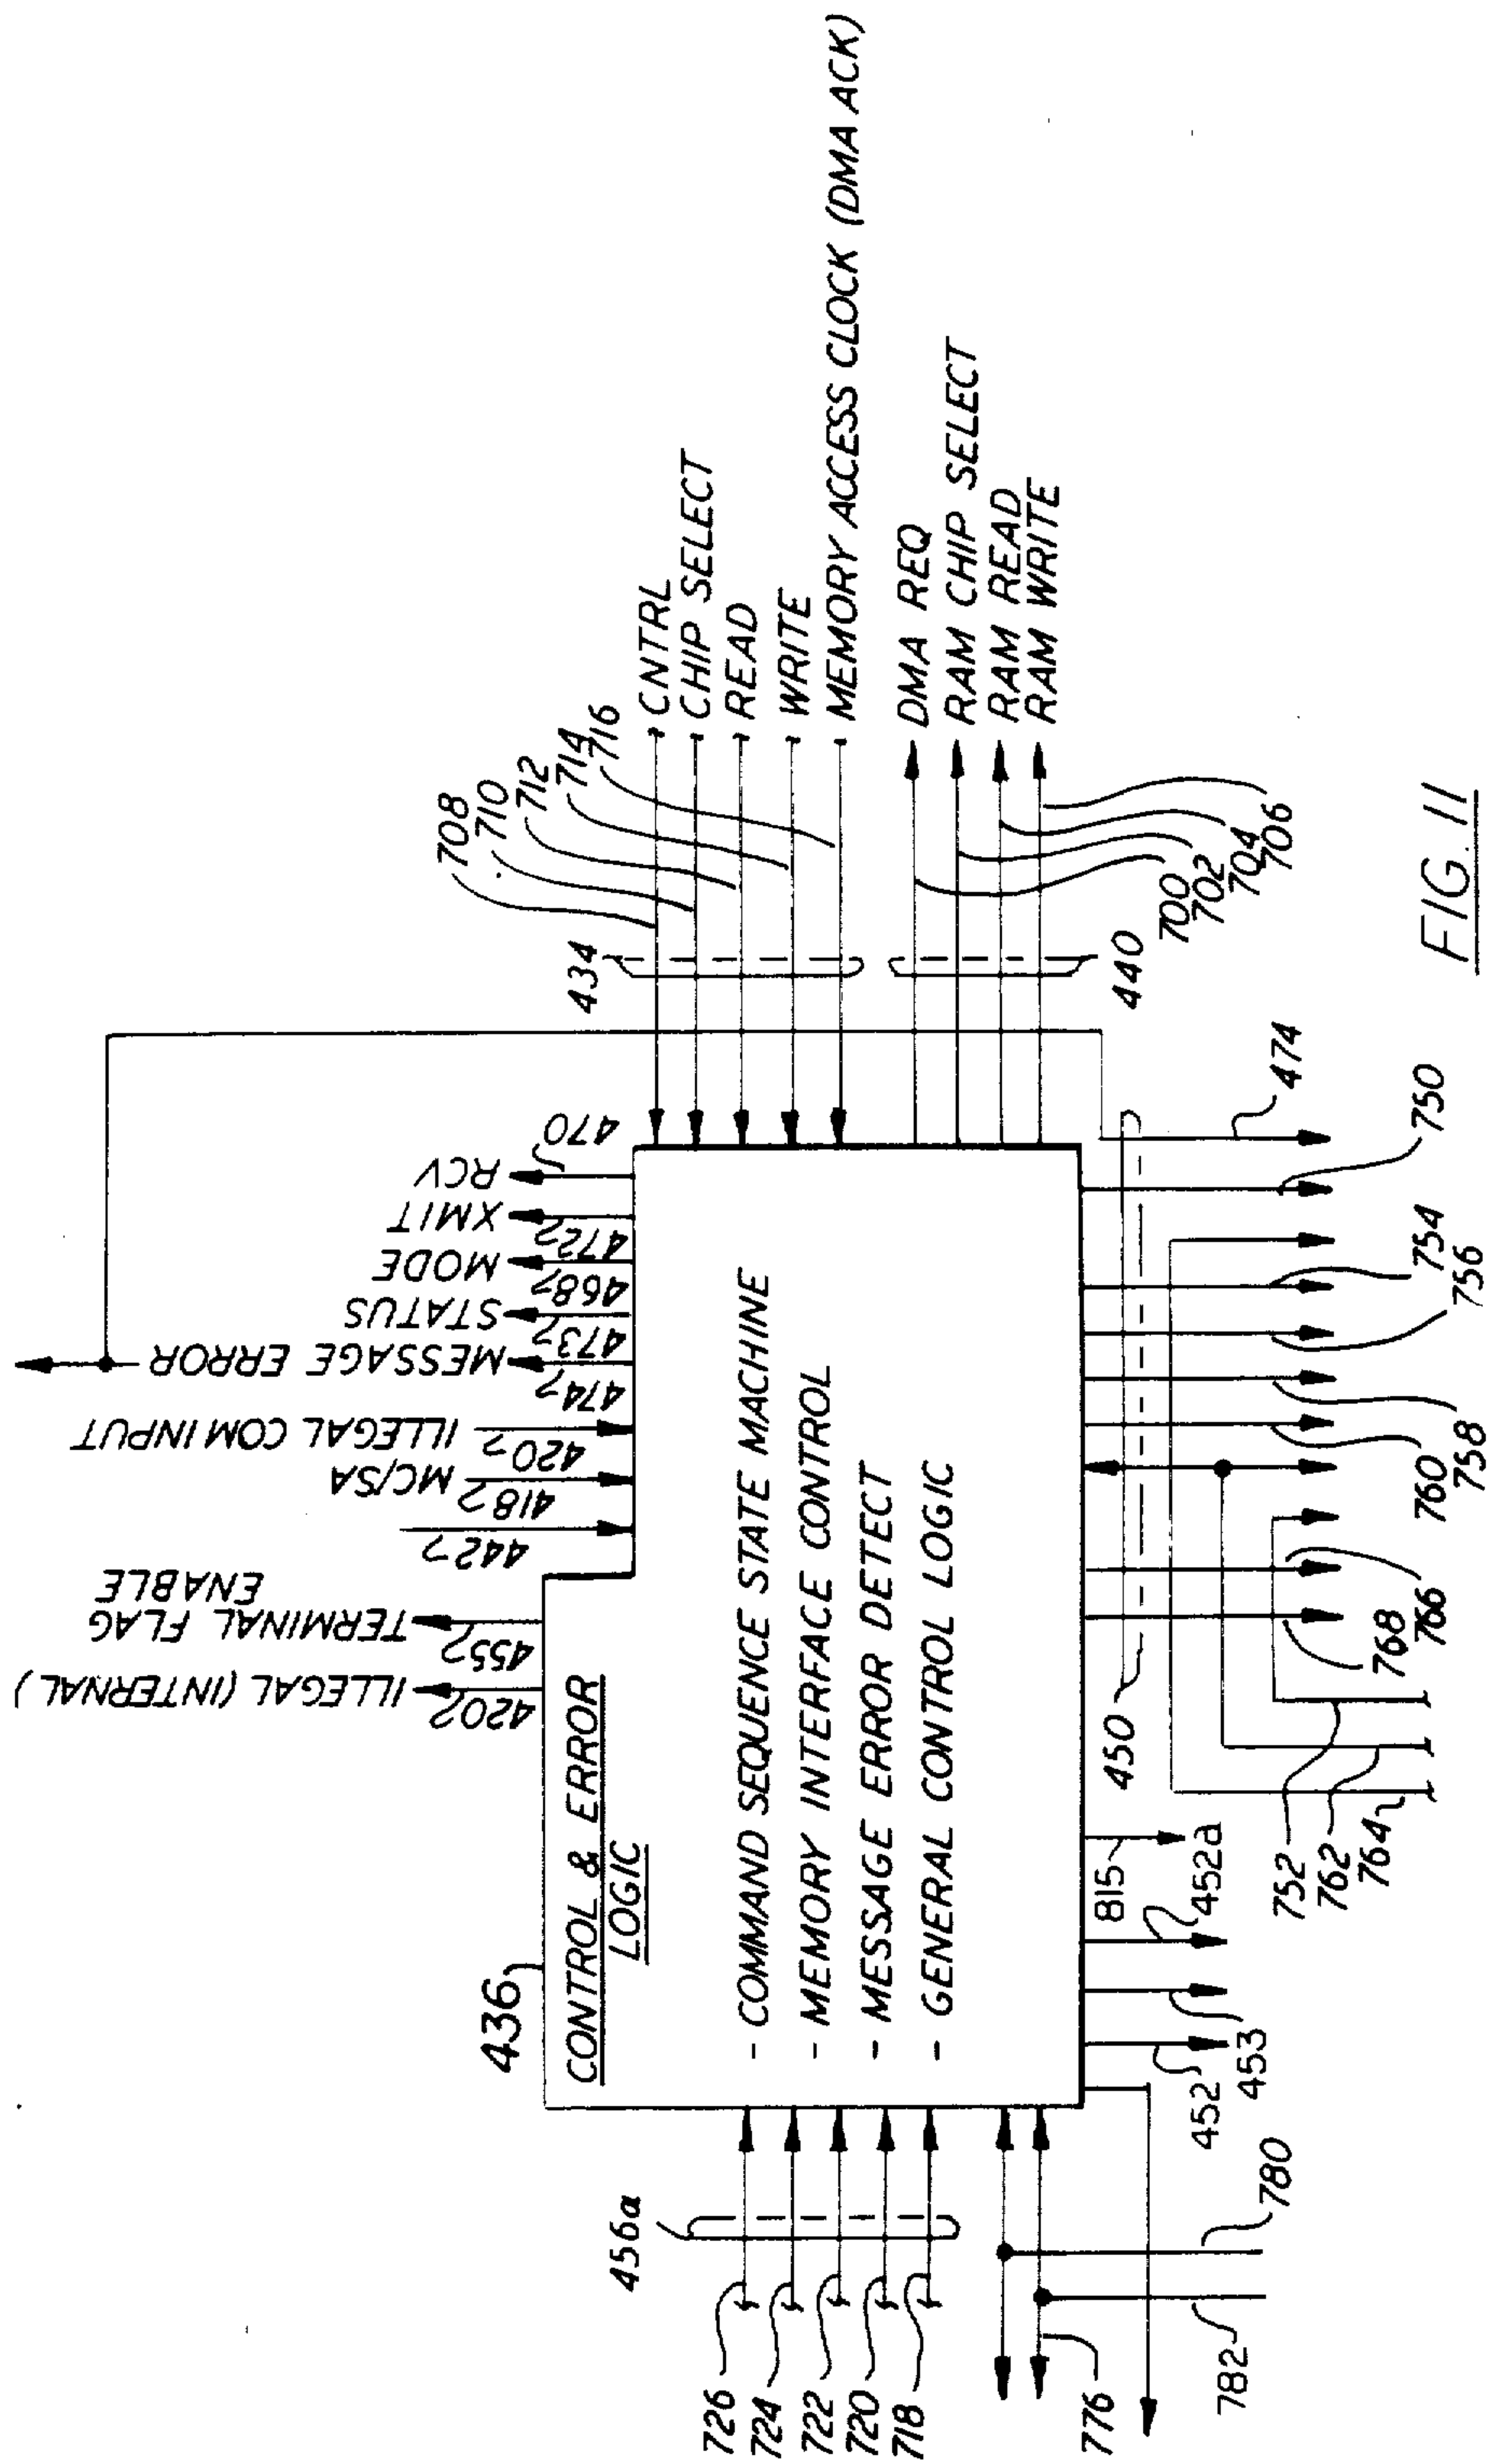 ILLEGAL (INTERNAL)
420
TERMINAL FLAG
ENABLE
455
442
MC/SA
418
ILLEGAL COM INPUT
420
MESSAGE ERROR
474
STATUS
473
MODE
468
XMIT
472
RCV
470
436
CONTROL & ERROR
LOGIC
- COMMAND SEQUENCE STATE MACHINE
- MEMORY INTERFACE CONTROL
- MESSAGE ERROR DETECT
- GENERAL CONTROL LOGIC
456a
726
724
722
720
718
776
782
780
434
708
710
712
714
716
CNTRL
CHIP SELECT
READ
WRITE
MEMORY ACCESS CLOCK (DMA ACK)
DMA REQ
RAM CHIP SELECT
RAM READ
RAM WRITE
440
700
702
704
706
452
453
452a
815
450
752
762
764
768
766
760
758
754
756
750
474
FIG. 11